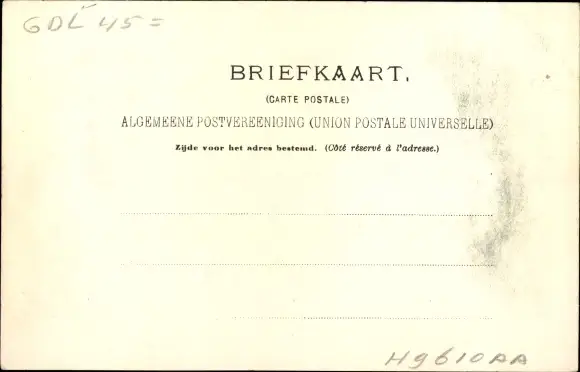 GDL 45=
BRIEFKAART.
(CARTE POSTALE)
ALGEMEENE POSTVEREENIGING (UNION POSTALE UNIVERSELLE)
Zijde voor het adres bestemd. (Côté réservé à l'adresse.)
H9610AA